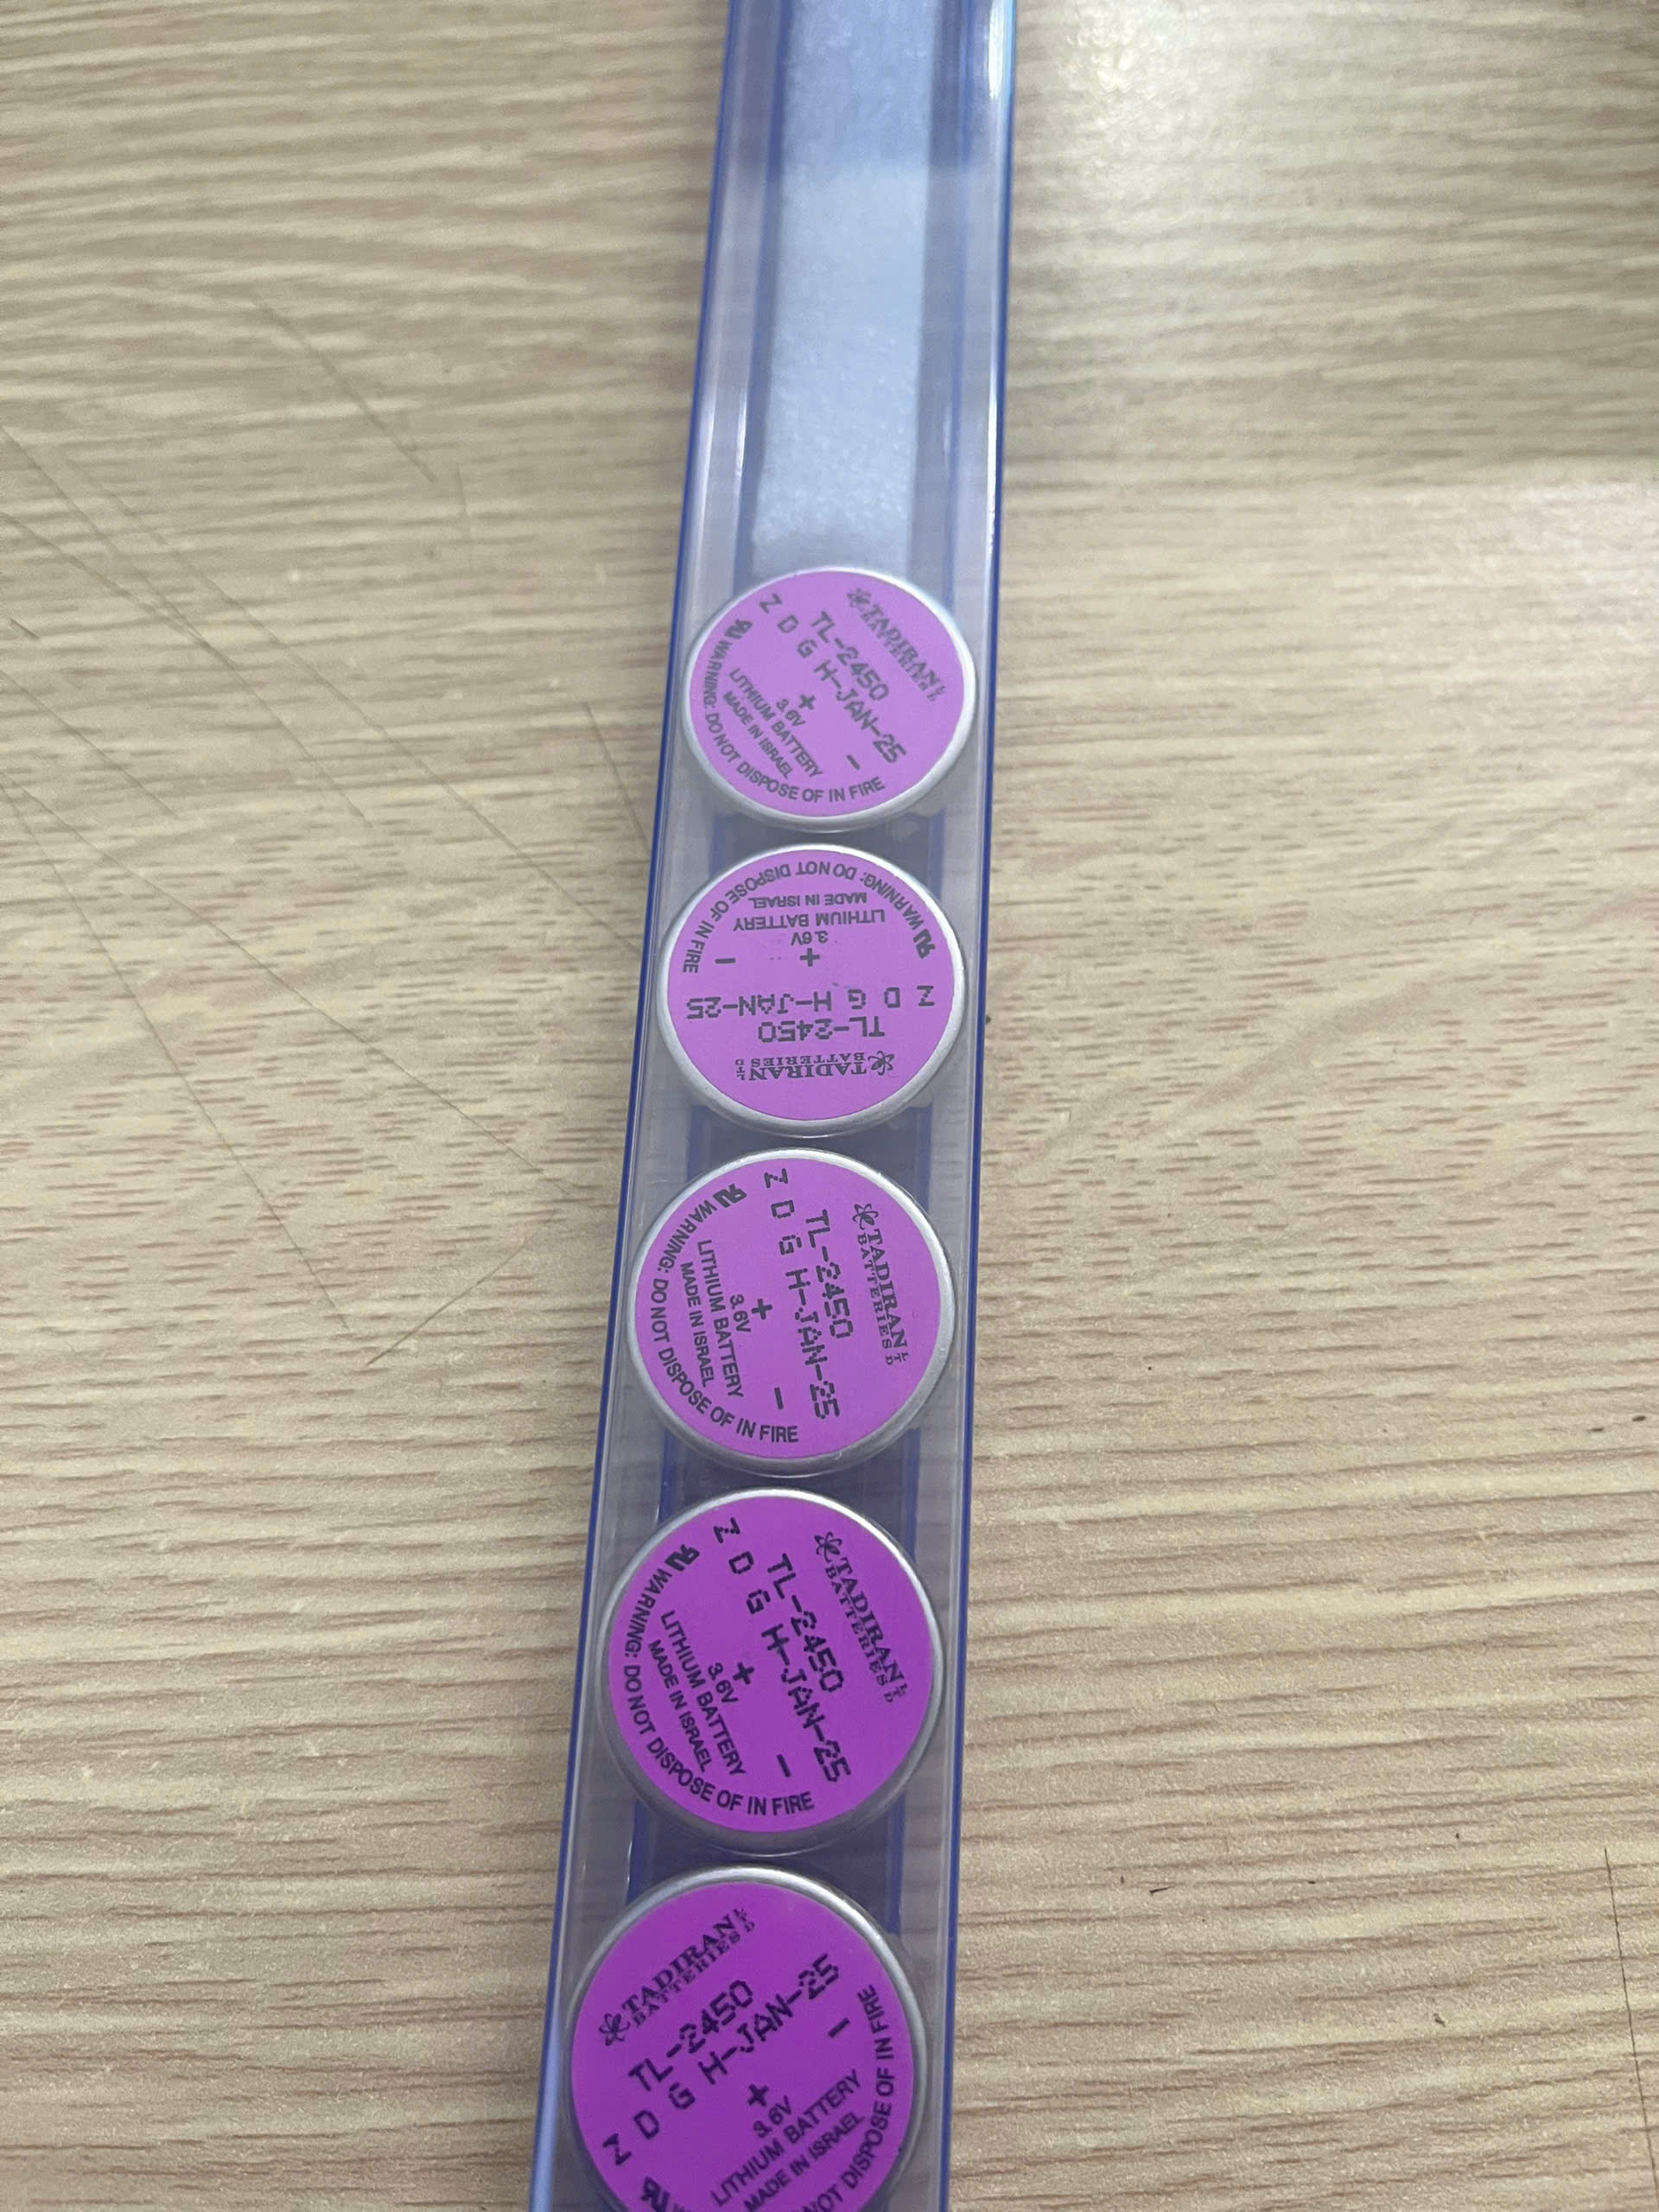 TADIRAN LTD
BATTERIES
TL-2450
Z D G H-JAN-25
+ -
3.6V
LITHIUM BATTERY
MADE IN ISRAEL
WARNING: DO NOT DISPOSE OF IN FIRE
TADIRAN LTD
BATTERIES
TL-2450
Z D G H-JAN-25
+ -
3.6V
LITHIUM BATTERY
MADE IN ISRAEL
WARNING: DO NOT DISPOSE OF IN FIRE
TADIRAN LTD
BATTERIES
TL-2450
Z D G H-JAN-25
+ -
3.6V
LITHIUM BATTERY
MADE IN ISRAEL
WARNING: DO NOT DISPOSE OF IN FIRE
TADIRAN LTD
BATTERIES
TL-2450
Z D G H-JAN-25
+ -
3.6V
LITHIUM BATTERY
MADE IN ISRAEL
WARNING: DO NOT DISPOSE OF IN FIRE
TADIRAN LTD
BATTERIES
TL-2450
Z D G H-JAN-25
+ -
3.6V
LITHIUM BATTERY
MADE IN ISRAEL
NOT DISPOSE OF IN FIRE